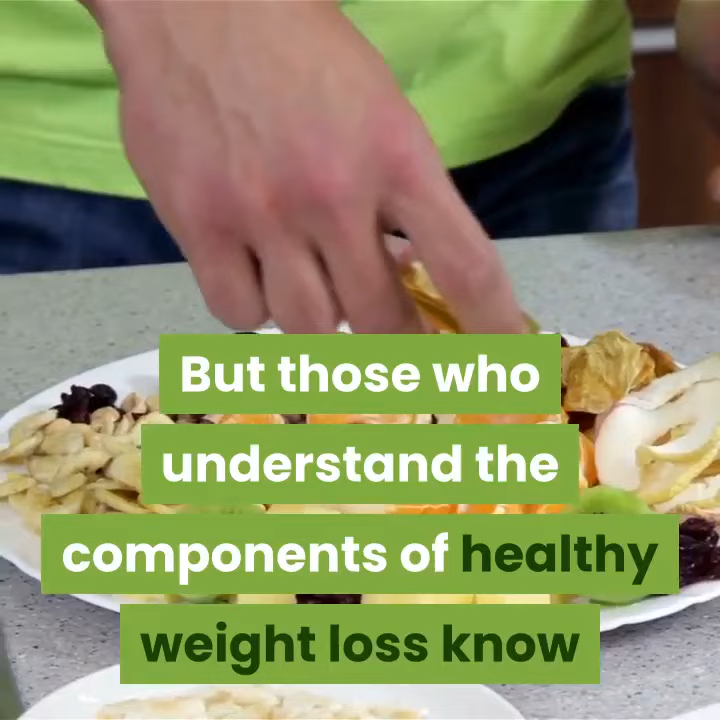 But those who
understand the
components of healthy
weight loss know